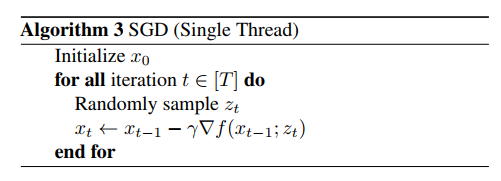 Algorithm 3 SGD (Single Thread)
Initialize x₀
for all iteration t ∈ [T] do
Randomly sample zₜ
xₜ ← xₜ₋₁ − γ∇f(xₜ₋₁; zₜ)
end for